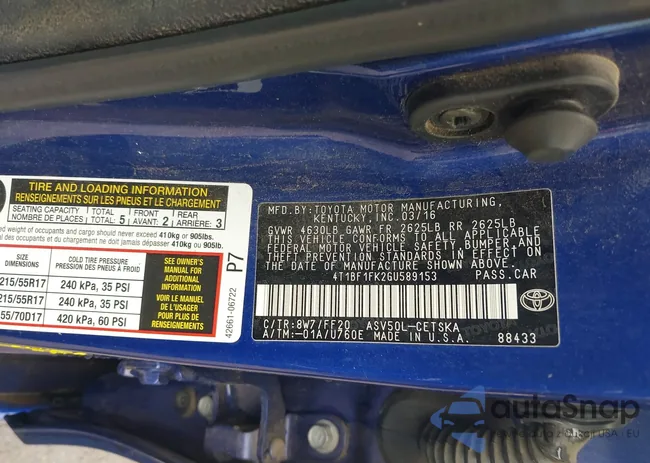 TIRE AND LOADING INFORMATION
RENSEIGNEMENTS SUR LES PNEUS ET LE CHARGEMENT
SEATING CAPACITY TOTAL 5 FRONT 2 REAR 3
NOMBRE DE PLACES : TOTAL: AVANT: ARRIÈRE:
weight of occupants and cargo should never exceed 410kg or 905lbs.
des occupants et du chargement ne doit jamais dépasser 410kg ou 905lb.
SIZE
DIMENSIONS
COLD TIRE PRESSURE
PRESSION DES PNEUS À FROID
215/55R17 240 kPa, 35 PSI
215/55R17 240 kPa, 35 PSI
55/70D17 420 kPa, 60 PSI
SEE OWNER'S
MANUAL FOR
ADDITIONAL
INFORMATION
VOIR LE MANUEL
DE L'USAGER
POUR PLUS DE
RENSEIGNEMENTS
P7
42661-06722
MFD.BY:TOYOTA MOTOR MANUFACTURING,
KENTUCKY, INC.03/16
GVWR 4630LB GAWR FR 2625LB RR 2625LB
THIS VEHICLE CONFORMS TO ALL APPLICABLE
FEDERAL MOTOR VEHICLE SAFETY, BUMPER, AND
THEFT PREVENTION STANDARDS IN EFFECT ON
THE DATE OF MANUFACTURE SHOWN ABOVE.
4T1BF1FK2GU589153 PASS.CAR
C/TR:8W7/FF20 ASV50L-CETSKA
A/TM:-01A/U760E MADE IN U.S.A. 88433
TOYOTA
autoSnap